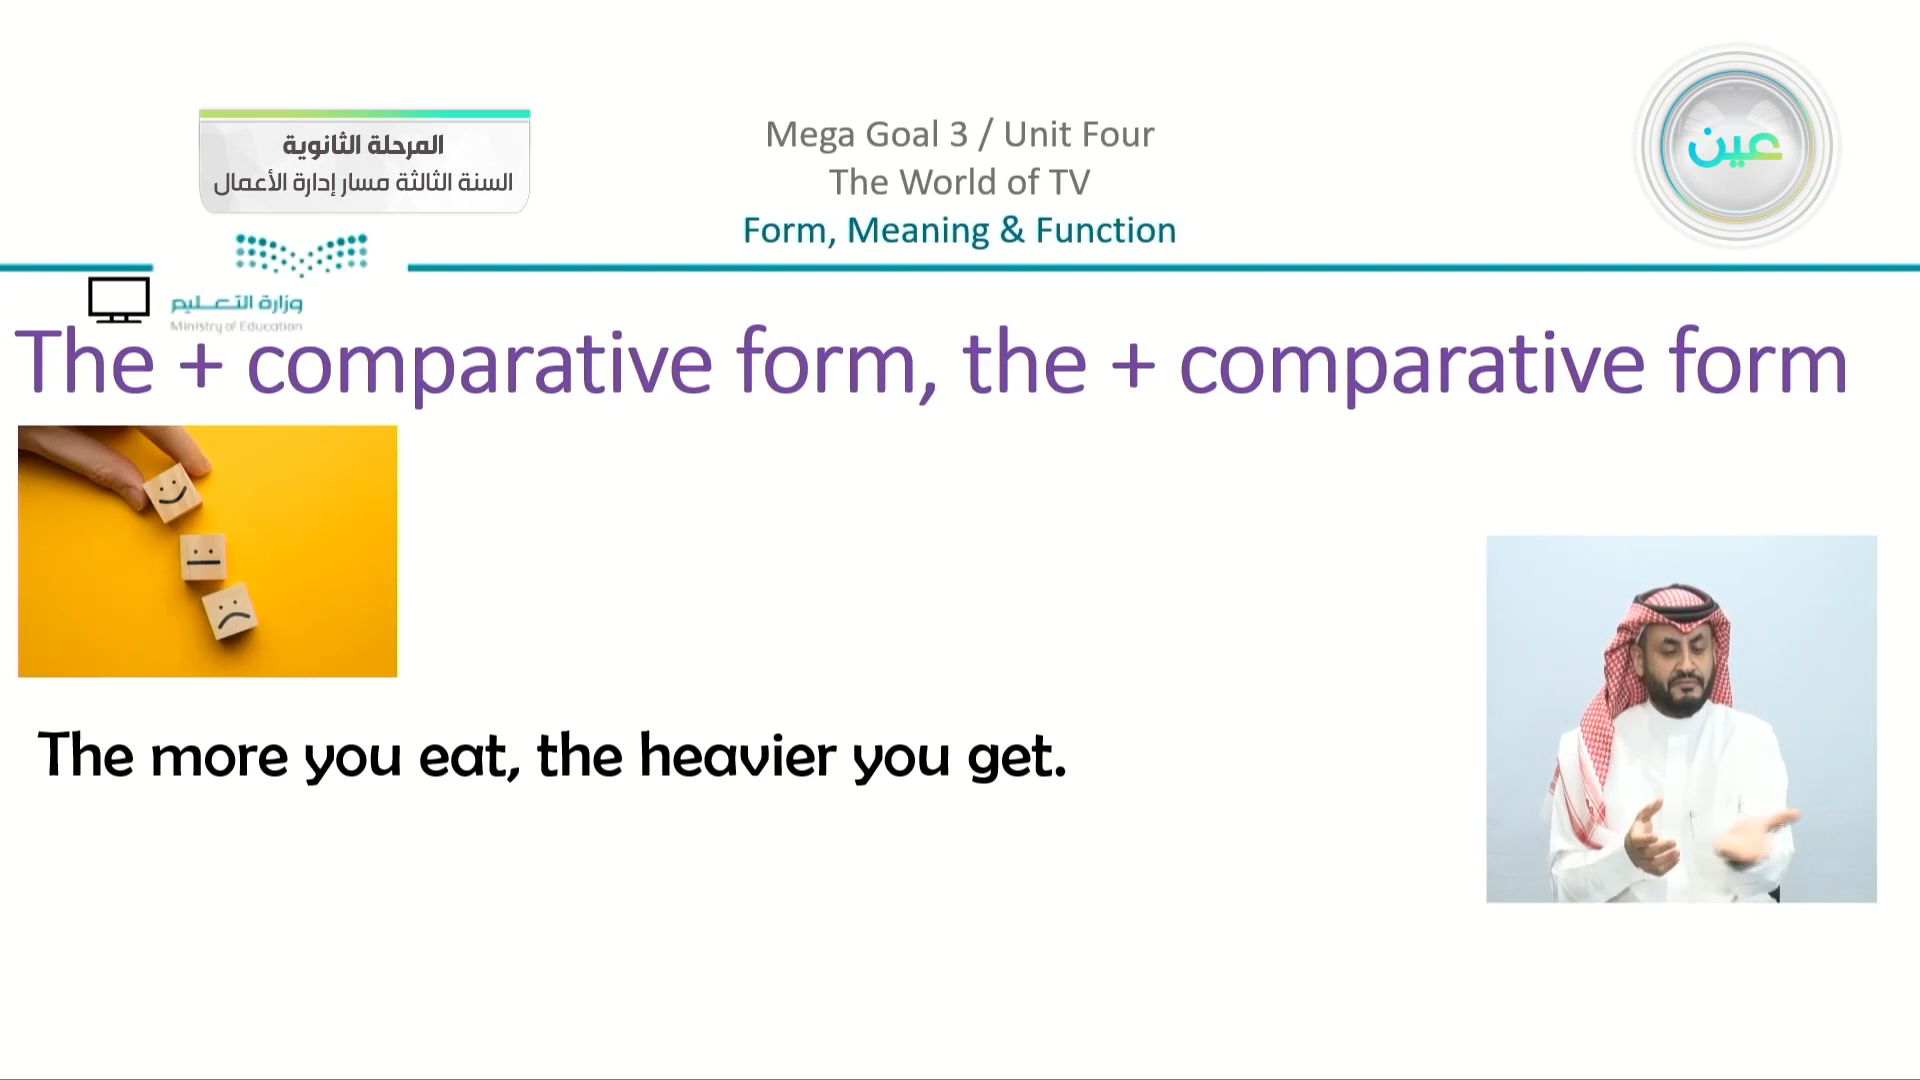 المرحلة الثانوية
السنة الثالثة مسار إدارة الأعمال
Mega Goal 3 / Unit Four
The World of TV
Form, Meaning & Function
عين
وزارة التعليم
Ministry of Education
The + comparative form, the + comparative form
The more you eat, the heavier you get.